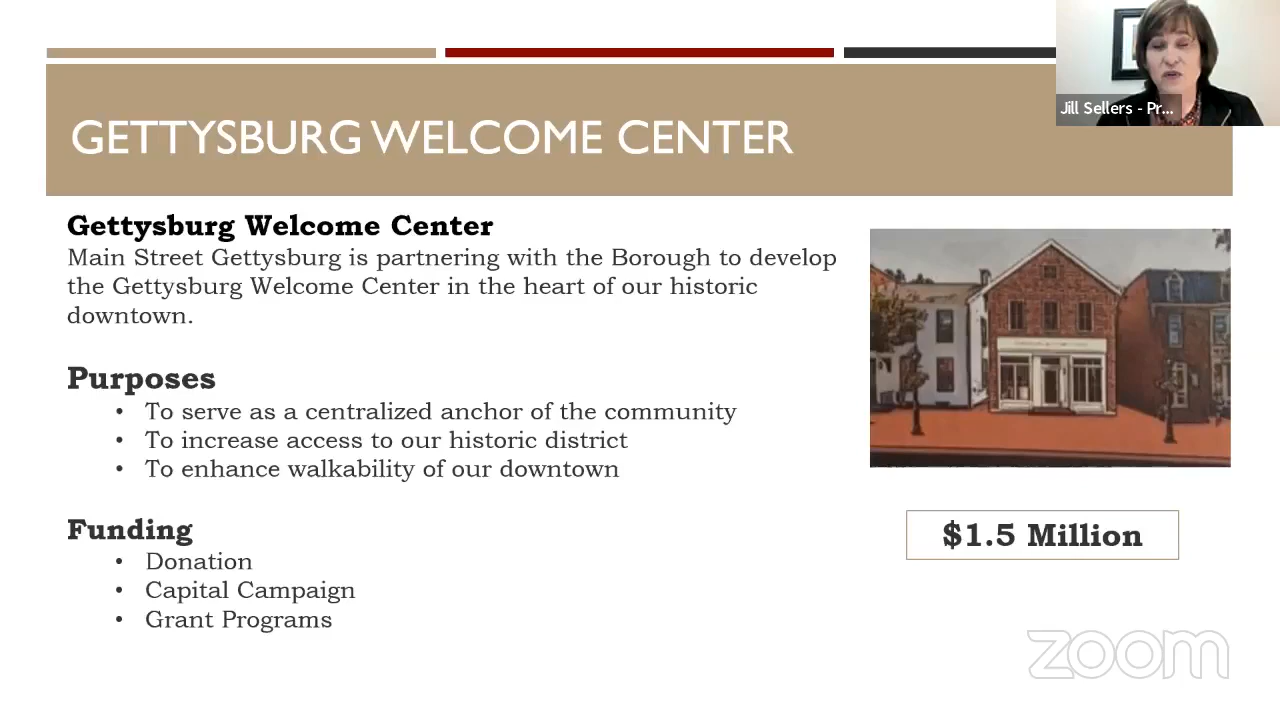 Jill Sellers - Pr...
GETTYSBURG WELCOME CENTER
Gettysburg Welcome Center
Main Street Gettysburg is partnering with the Borough to develop
the Gettysburg Welcome Center in the heart of our historic
downtown.
Purposes
• To serve as a centralized anchor of the community
• To increase access to our historic district
• To enhance walkability of our downtown
Funding
• Donation
• Capital Campaign
• Grant Programs
$1.5 Million
zoom